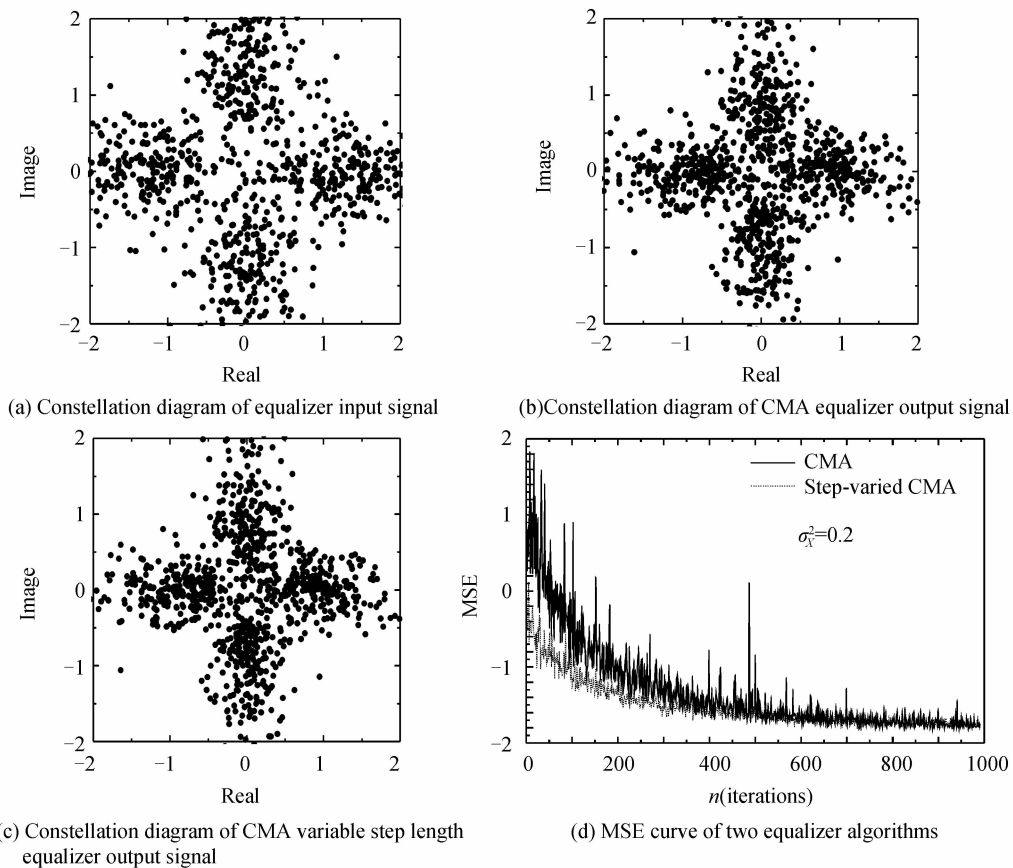 2
1
0
−1
−2
Image
−2
−1
0
1
2
Real
(a) Constellation diagram of equalizer input signal
2
1
0
−1
−2
Image
−2
−1
0
1
2
Real
(b)Constellation diagram of CMA equalizer output signal
2
1
0
−1
−2
Image
−2
−1
0
1
2
Real
(c) Constellation diagram of CMA variable step length
equalizer output signal
2
0
−1
−2
MSE
CMA
Step-varied CMA
σ_X^2=0.2
0
200
400
600
800
1000
n(iterations)
(d) MSE curve of two equalizer algorithms